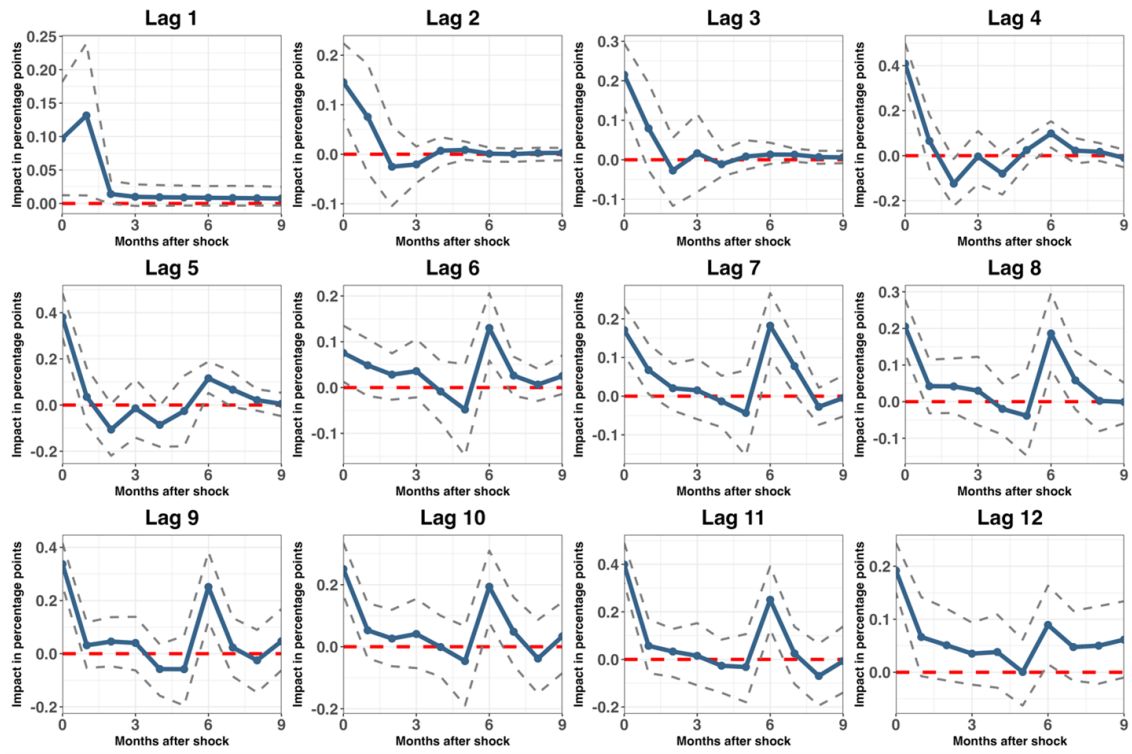 Lag 1
Impact in percentage points
0.25
0.20
0.15
0.10
0.05
0.00
0 3 6 9
Months after shock
Lag 2
Impact in percentage points
0.2
0.1
0.0
-0.1
0 3 6 9
Months after shock
Lag 3
Impact in percentage points
0.3
0.2
0.1
0.0
-0.1
0 3 6 9
Months after shock
Lag 4
Impact in percentage points
0.4
0.2
0.0
-0.2
0 3 6 9
Months after shock
Lag 5
Impact in percentage points
0.4
0.2
0.0
-0.2
0 3 6 9
Months after shock
Lag 6
Impact in percentage points
0.2
0.1
0.0
-0.1
0 3 6 9
Months after shock
Lag 7
Impact in percentage points
0.2
0.1
0.0
-0.1
0 3 6 9
Months after shock
Lag 8
Impact in percentage points
0.3
0.2
0.1
0.0
-0.1
0 3 6 9
Months after shock
Lag 9
Impact in percentage points
0.4
0.2
0.0
-0.2
0 3 6 9
Months after shock
Lag 10
Impact in percentage points
0.2
0.0
-0.2
0 3 6 9
Months after shock
Lag 11
Impact in percentage points
0.4
0.2
0.0
-0.2
0 3 6 9
Months after shock
Lag 12
Impact in percentage points
0.2
0.1
0.0
0 3 6 9
Months after shock